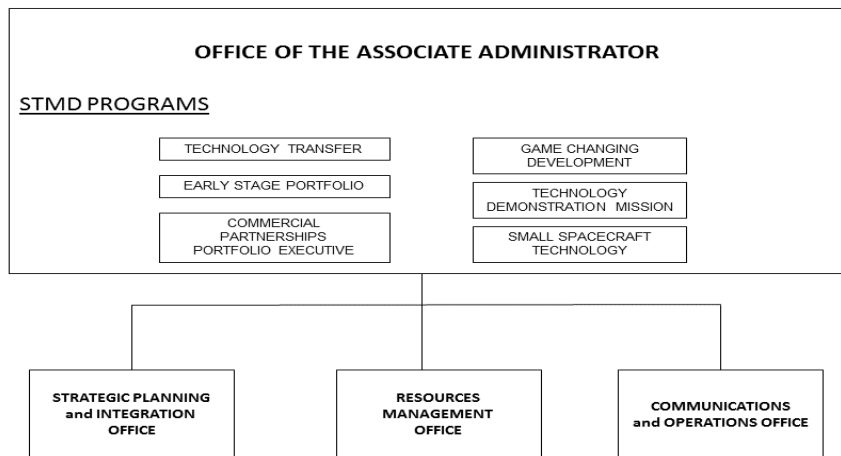 OFFICE OF THE ASSOCIATE ADMINISTRATOR
STMD PROGRAMS
TECHNOLOGY TRANSFER
EARLY STAGE PORTFOLIO
COMMERCIAL
PARTNERSHIPS
PORTFOLIO EXECUTIVE
GAME CHANGING
DEVELOPMENT
TECHNOLOGY
DEMONSTRATION MISSION
SMALL SPACECRAFT
TECHNOLOGY
STRATEGIC PLANNING
and INTEGRATION
OFFICE
RESOURCES
MANAGEMENT
OFFICE
COMMUNICATIONS
and OPERATIONS OFFICE